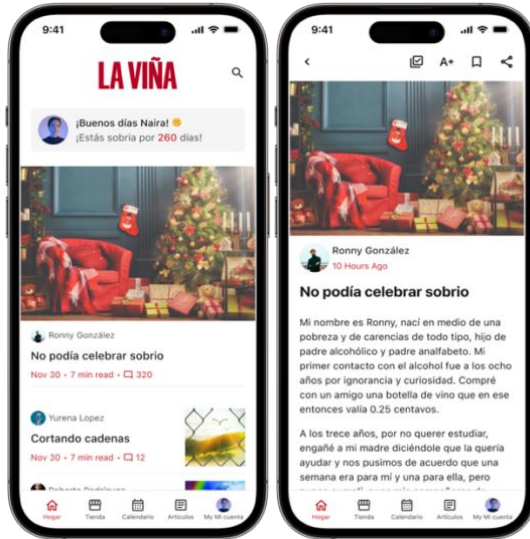 9:41
LA VIÑA
¡Buenos días Naira!
¡Estás sobria por 260 días!
Ronny González
No podía celebrar sobrio
Nov 30 • 7 min read • 320
Yurena Lopez
Cortando cadenas
Nov 30 • 7 min read • 12
Roberto Rodríguez
Hogar
Tienda
Calendario
Artículos
My Mi cuenta
9:41
A+
Ronny González
10 Hours Ago
No podía celebrar sobrio
Mi nombre es Ronny, nací en medio de una
pobreza y de carencias de todo tipo, hijo de
padre alcohólico y padre analfabeto. Mi
primer contacto con el alcohol fue a los ocho
años por ignorancia y curiosidad. Compré
con un amigo una botella de vino que en ese
entonces valía 0.25 centavos.
A los trece años, por no querer estudiar,
engañé a mi madre diciéndole que la quería
ayudar y nos pusimos de acuerdo que una
semana era para mí y una para ella, pero
Hogar
Tienda
Calendario
Artículos
My Mi cuenta